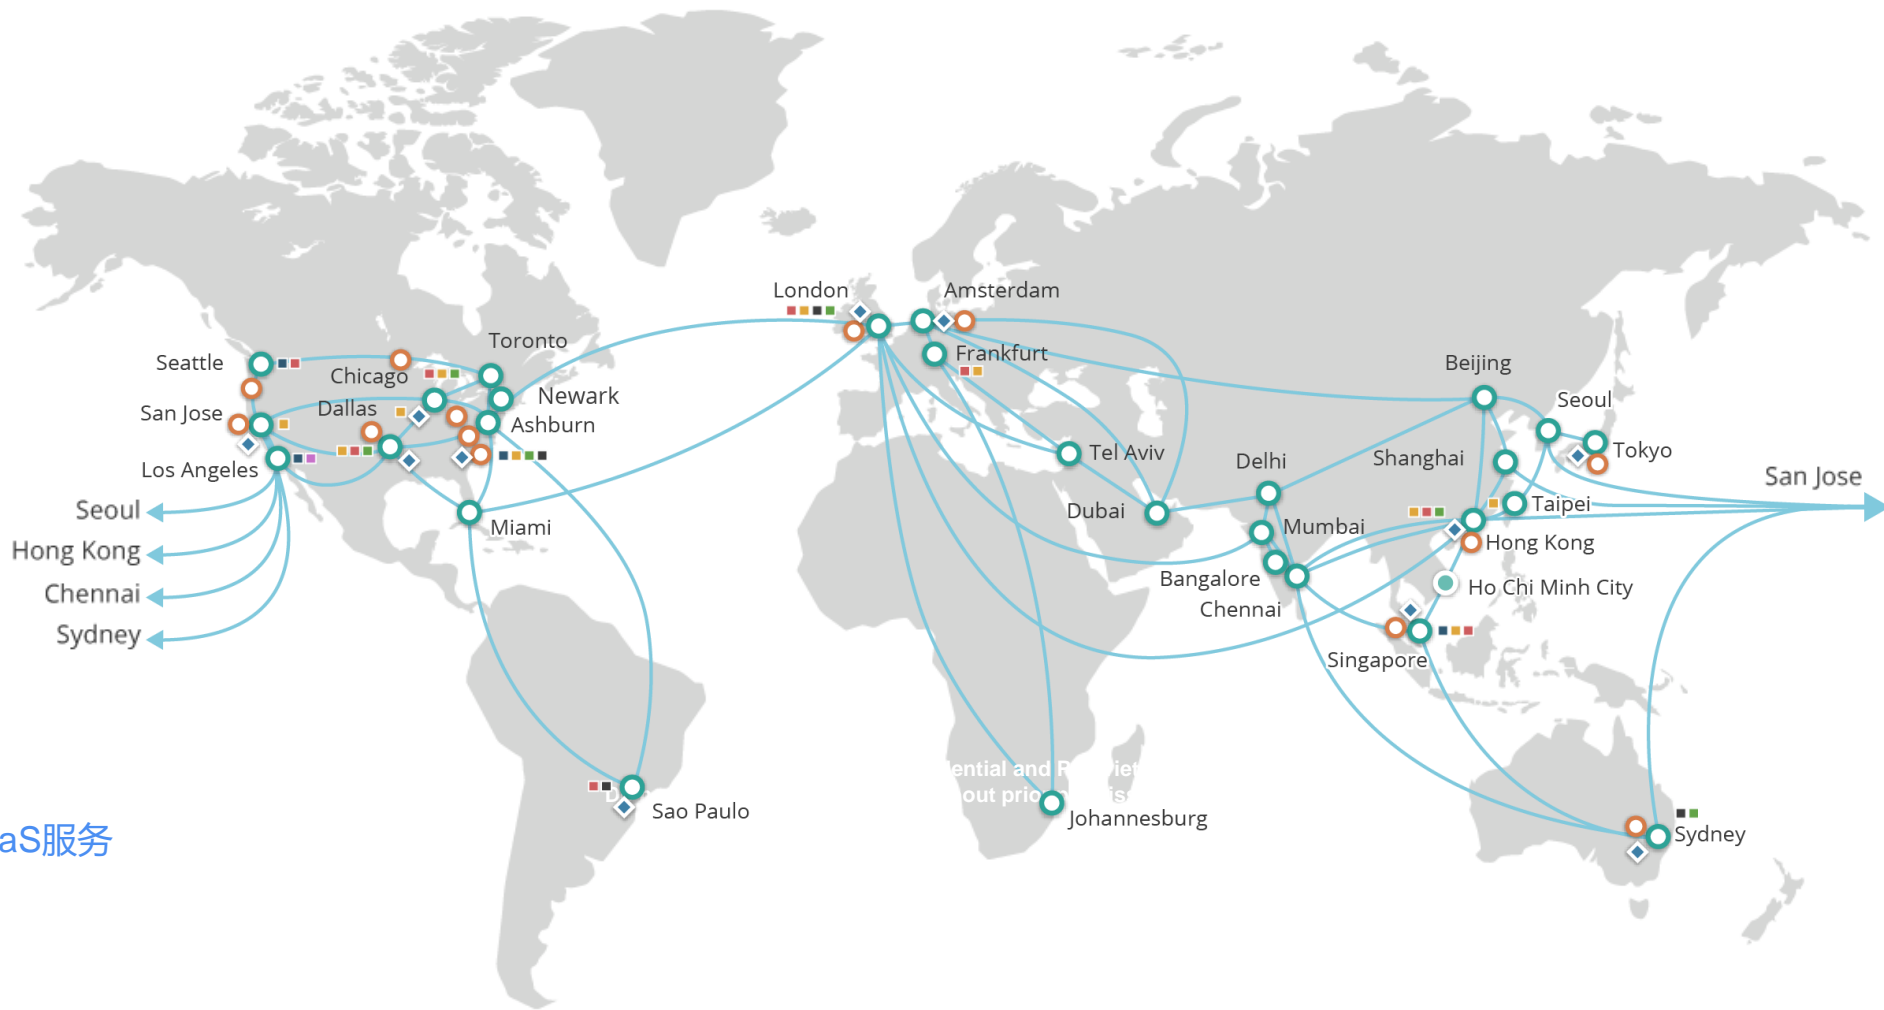 London
Amsterdam
Toronto
Seattle
Frankfurt
Beijing
Chicago
Newark
Seoul
San Jose
Dallas
Ashburn
Tel Aviv
Delhi
Shanghai
Tokyo
Los Angeles
San Jose
Seoul
Miami
Dubai
Mumbai
Taipei
Hong Kong
Hong Kong
Bangalore
Ho Chi Minh City
Chennai
Chennai
Sydney
Singapore
Sao Paulo
Johannesburg
Sydney
aS服务